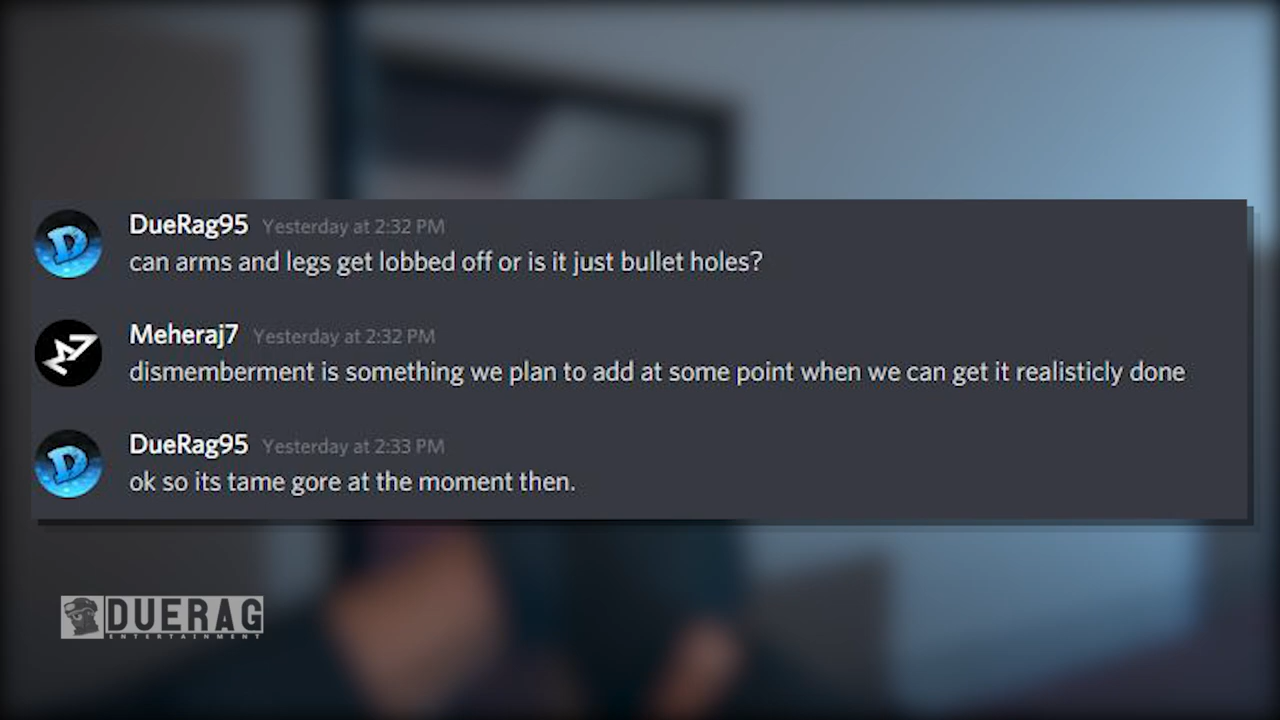 DueRag95 Yesterday at 2:32 PM
can arms and legs get lobbed off or is it just bullet holes?
Meheraj7 Yesterday at 2:32 PM
dismemberment is something we plan to add at some point when we can get it realisticly done
DueRag95 Yesterday at 2:33 PM
ok so its tame gore at the moment then.
DUERAG
ENTERTAINMENT